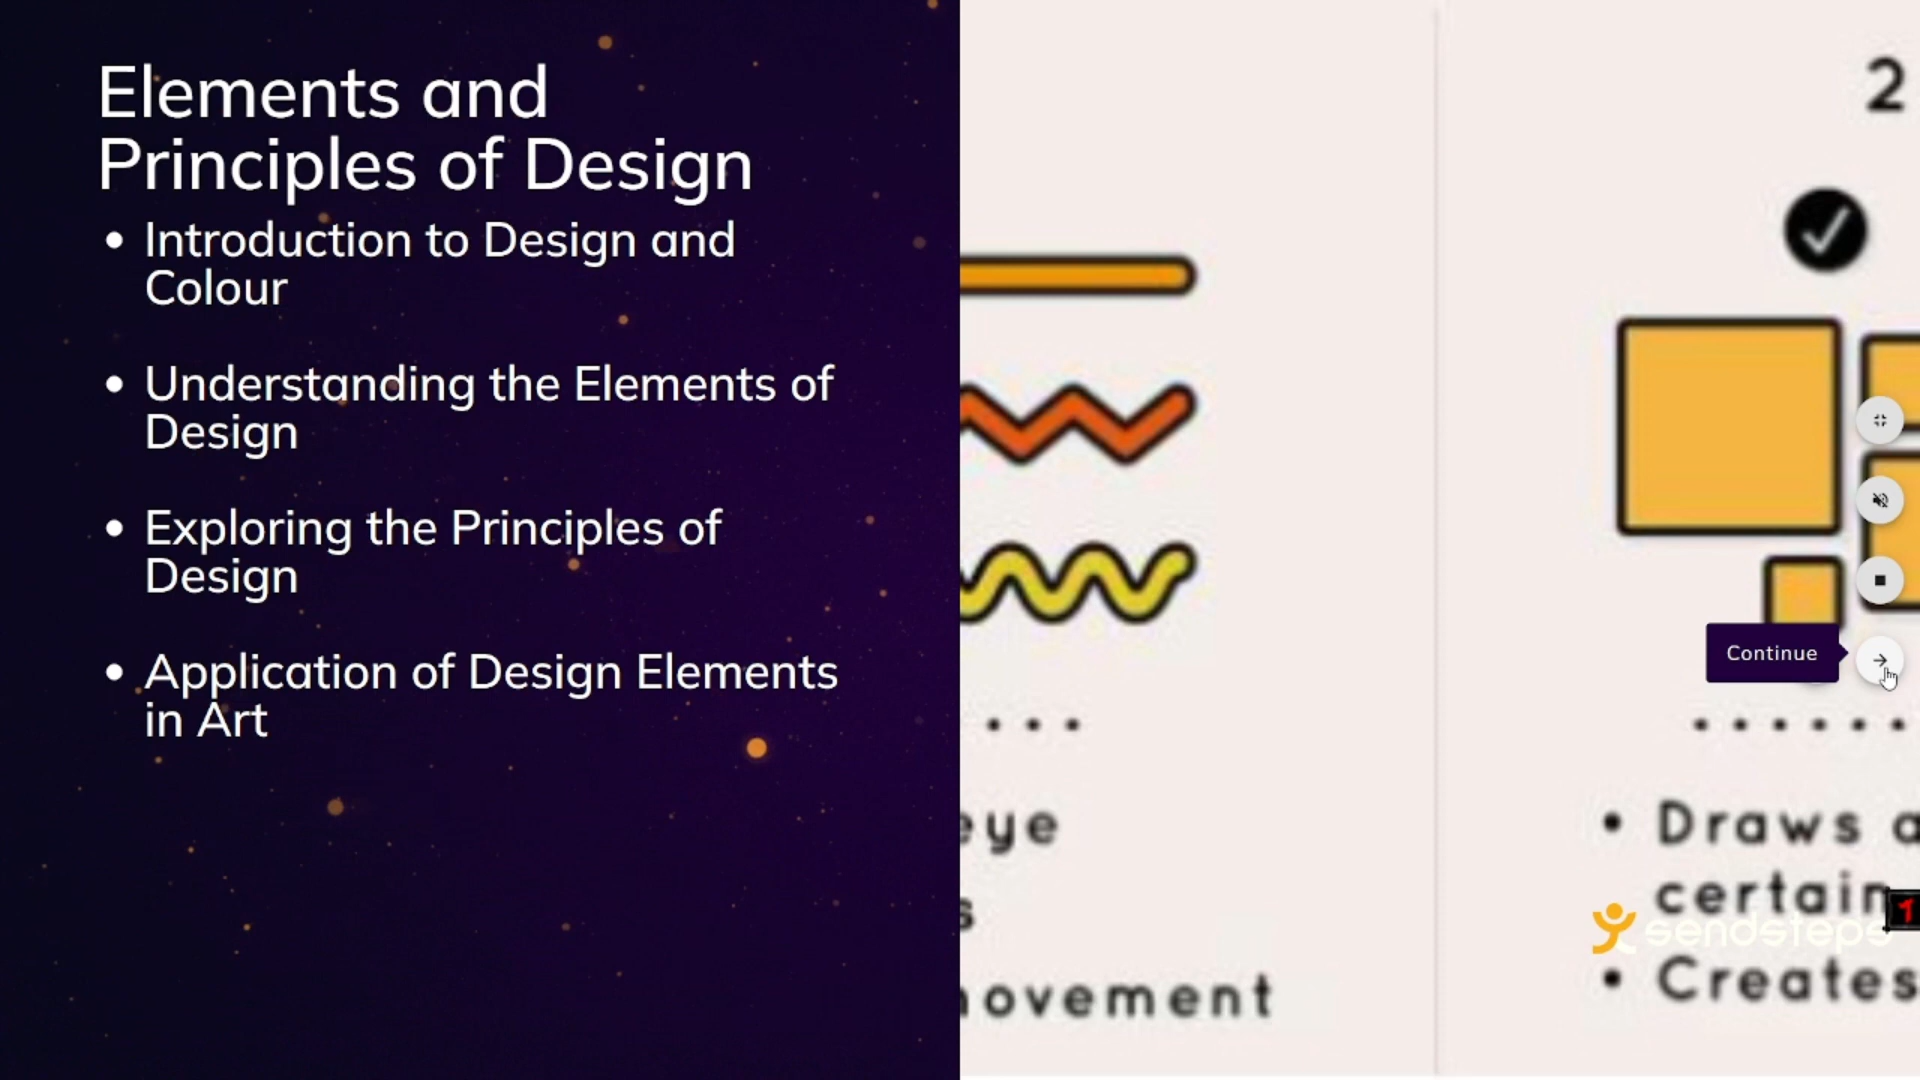 Elements and
Principles of Design
• Introduction to Design and
Colour
• Understanding the Elements of
Design
• Exploring the Principles of
Design
• Application of Design Elements
in Art
2
Continue
eye
s
ovement
• Draws a
certain
1
sendsteps
• Creates